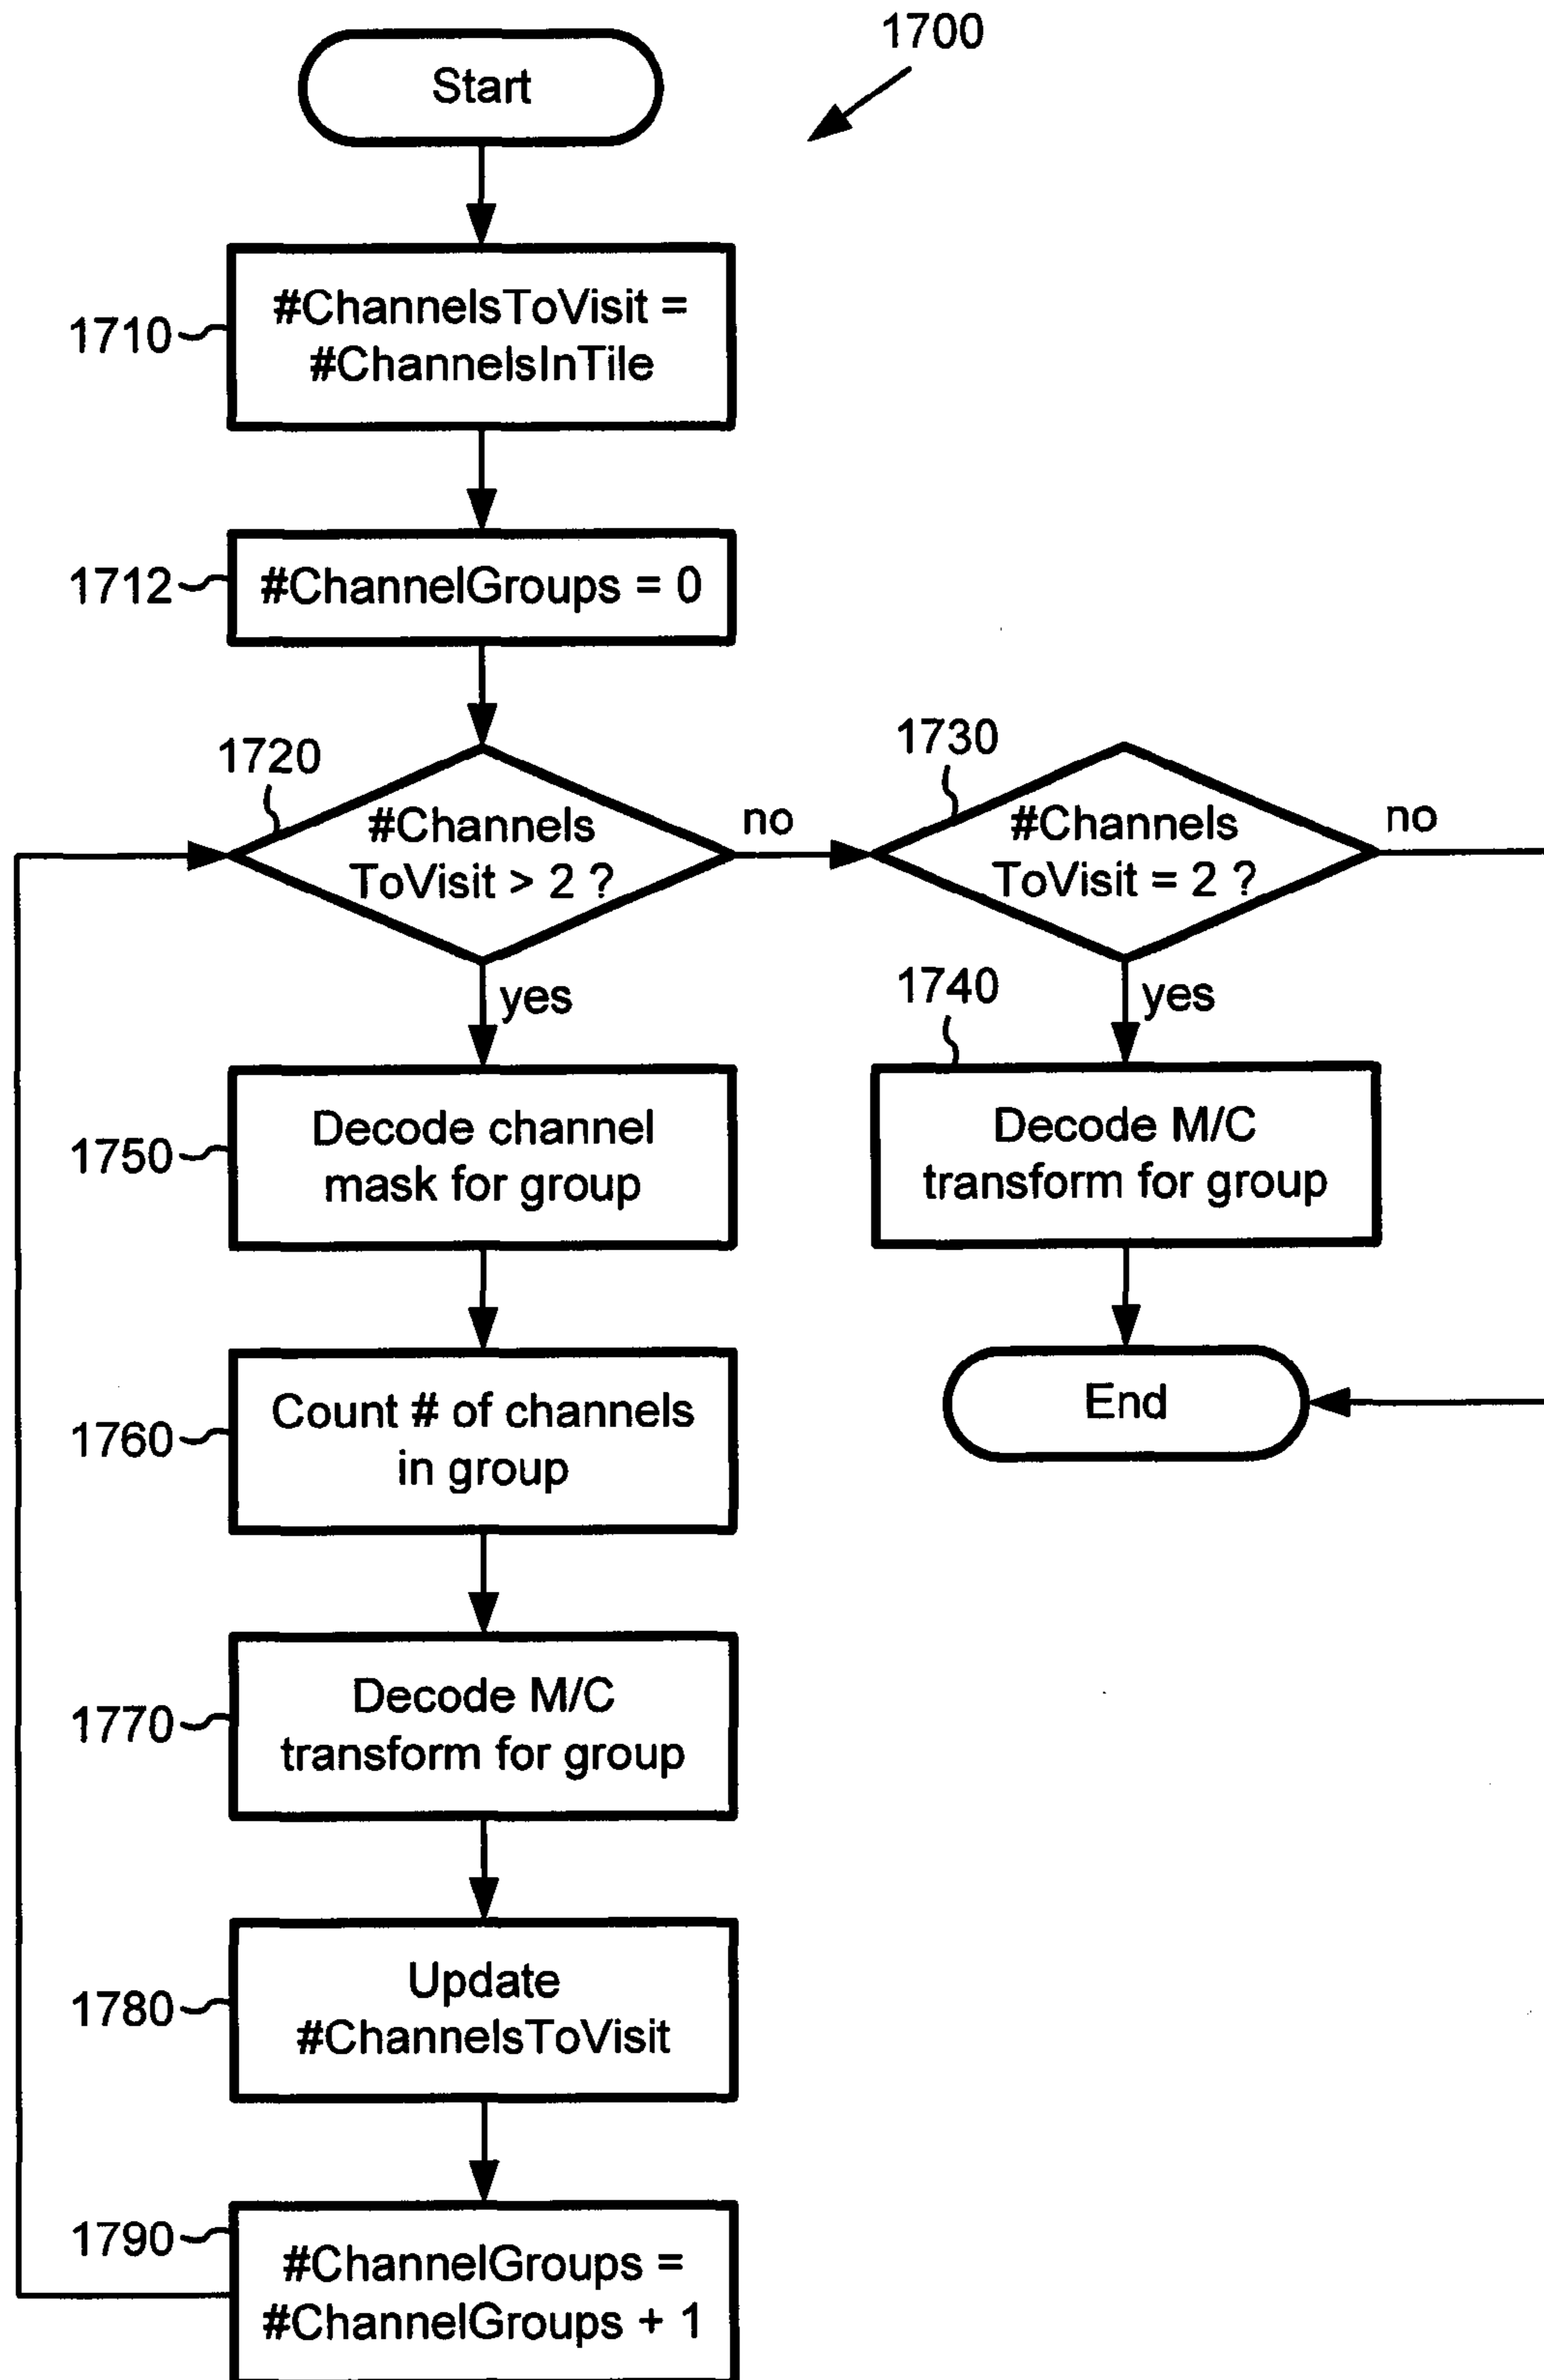 1700
Start
1710
#ChannelsToVisit =
#ChannelsInTile
1712
#ChannelGroups = 0
1720
#Channels
ToVisit > 2 ?
no
yes
1730
#Channels
ToVisit = 2 ?
no
yes
1740
Decode M/C
transform for group
End
1750
Decode channel
mask for group
1760
Count # of channels
in group
1770
Decode M/C
transform for group
1780
Update
#ChannelsToVisit
1790
#ChannelGroups =
#ChannelGroups + 1